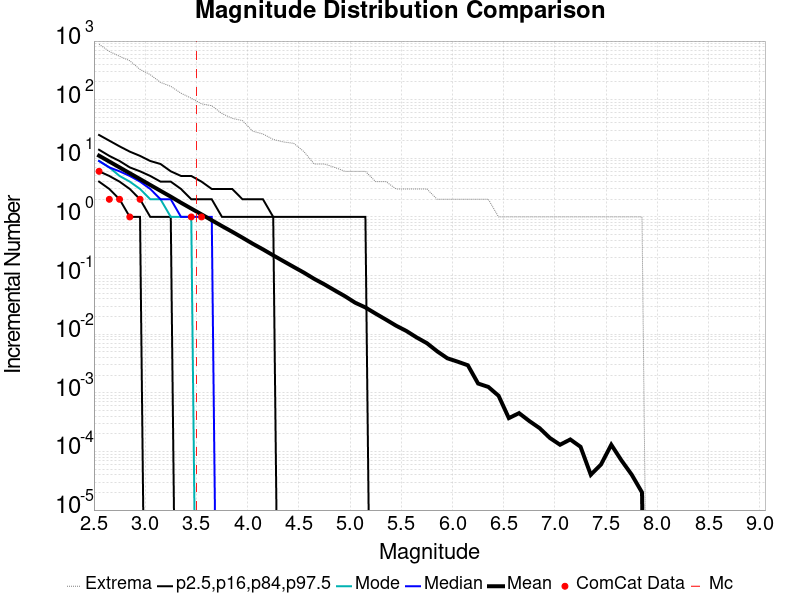 Magnitude Distribution Comparison
10^3
10^2
10^1
10^0
10^-1
10^-2
10^-3
10^-4
10^-5
Incremental Number
2.5 3.0 3.5 4.0 4.5 5.0 5.5 6.0 6.5 7.0 7.5 8.0 8.5 9.0
Magnitude
Extrema p2.5,p16,p84,p97.5 Mode Median Mean ComCat Data Mc